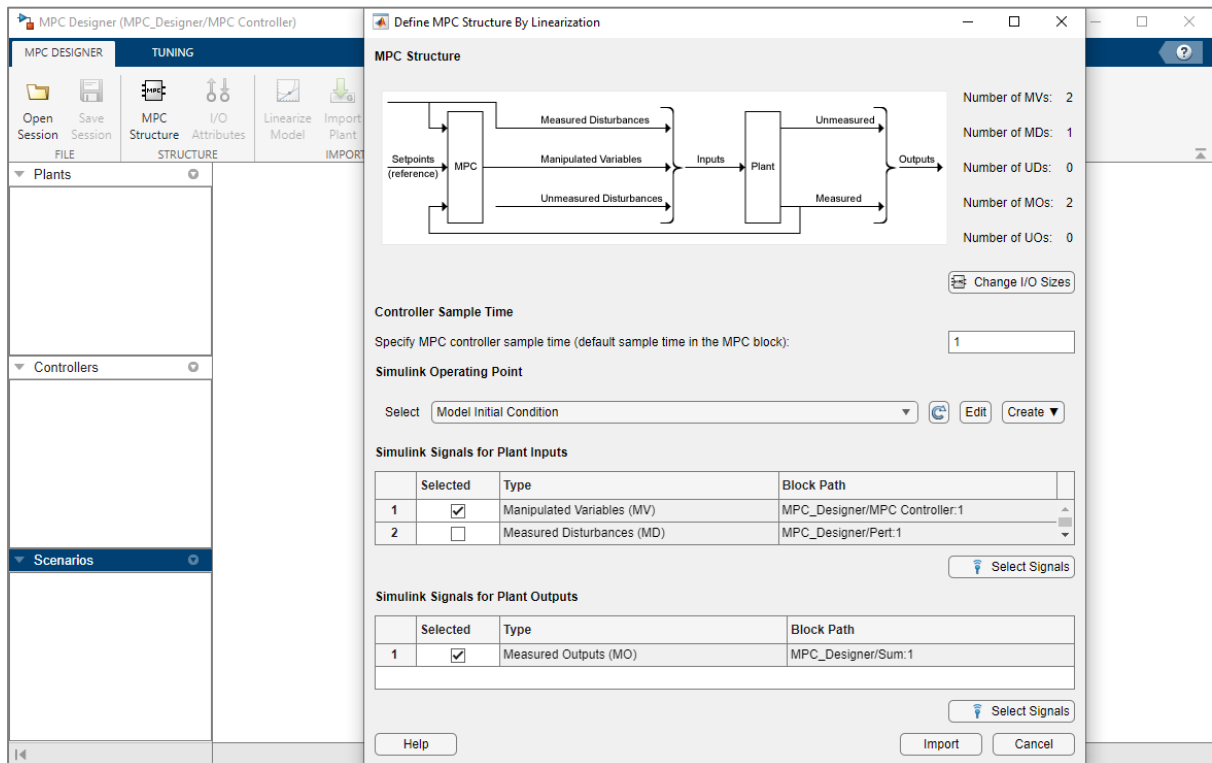 MPC Designer (MPC_Designer/MPC Controller)
MPC DESIGNER
TUNING
Open
Session
Save
Session
MPC
Structure
I/O
Attributes
Linearize
Model
Import
Plant
FILE
STRUCTURE
IMPORT
Plants
Controllers
Scenarios
Define MPC Structure By Linearization
MPC Structure
Measured Disturbances
Unmeasured
Setpoints
(reference)
MPC
Manipulated Variables
Inputs
Plant
Outputs
Unmeasured Disturbances
Measured
Number of MVs: 2
Number of MDs: 1
Number of UDs: 0
Number of MOs: 2
Number of UOs: 0
MPC Change I/O Sizes
Controller Sample Time
Specify MPC controller sample time (default sample time in the MPC block): 1
Simulink Operating Point
Select Model Initial Condition Edit Create ▼
Simulink Signals for Plant Inputs
Selected Type Block Path
1 Manipulated Variables (MV) MPC_Designer/MPC Controller:1
2 Measured Disturbances (MD) MPC_Designer/Pert:1
Select Signals
Simulink Signals for Plant Outputs
Selected Type Block Path
1 Measured Outputs (MO) MPC_Designer/Sum:1
Select Signals
Help Import Cancel